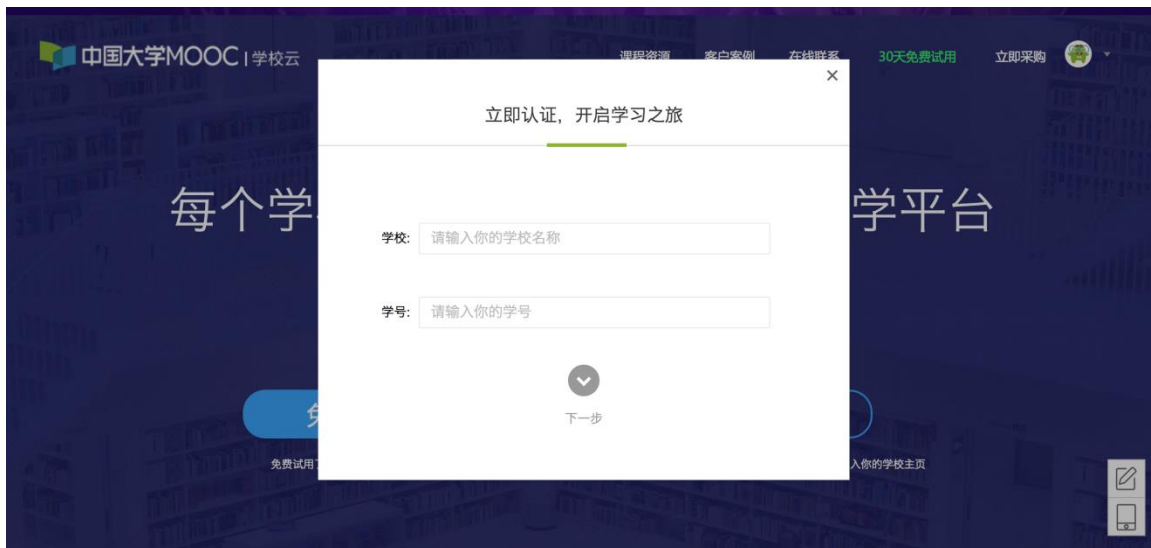 中国大学MOOC | 学校云
课程资源 客户案例 在线联系 30天免费试用 立即采购
立即认证，开启学习之旅
每个学
学平台
学校: 请输入你的学校名称
学号: 请输入你的学号
下一步
免费试用
入你的学校主页